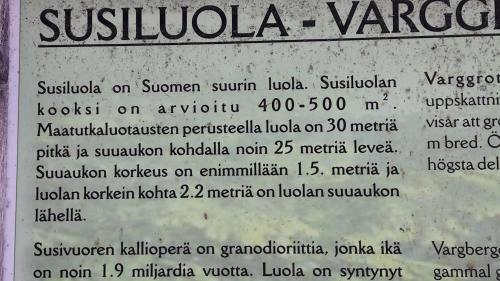 SUSILUOLA - VARGG
Susiluola on Suomen suurin luola. Susiluolan
kooksi on arvioitu 400-500 m².
Maatutkaluotausten perusteella luola on 30 metriä
pitkä ja suuaukon kohdalla noin 25 metriä leveä.
Suuaukon korkeus on enimmillään 1.5. metriä ja
luolan korkein kohta 2.2 metriä on luolan suuaukon
lähellä.
Susivuoren kallioperä on granodioriittia, jonka ikä
on noin 1.9 miljardia vuotta. Luola on syntynyt
Varggrot
uppskattni
visar att gro
m bred. O
högsta del
Vargberge
gammal g